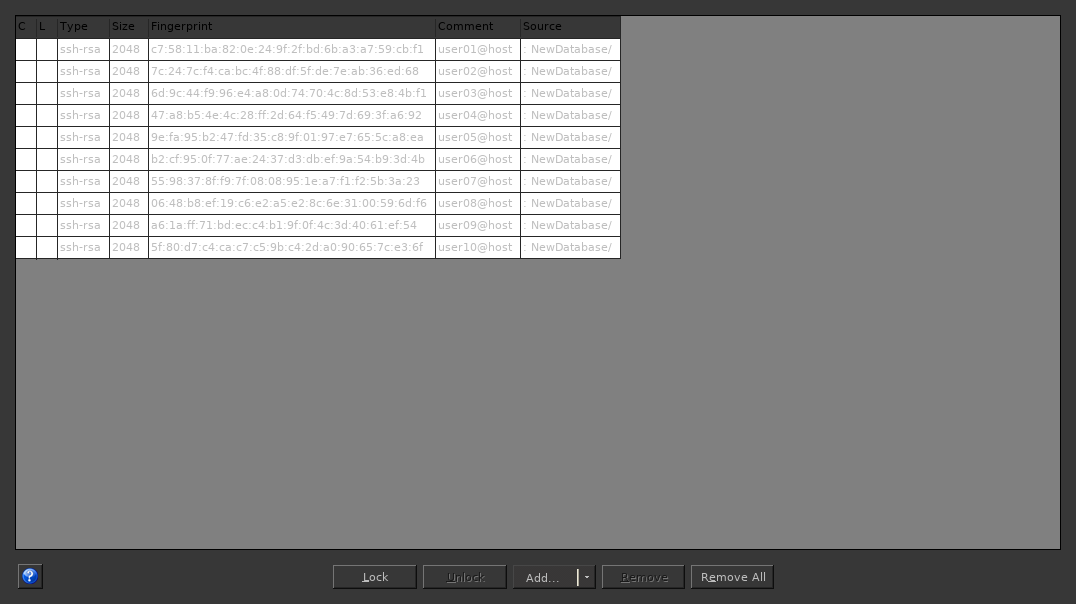 C L Type Size Fingerprint Comment Source
ssh-rsa 2048 c7:58:11:ba:82:0e:24:9f:2f:bd:6b:a3:a7:59:cb:f1 user01@host : NewDatabase/
ssh-rsa 2048 7c:24:7c:f4:ca:bc:4f:88:df:5f:de:7e:ab:36:ed:68 user02@host : NewDatabase/
ssh-rsa 2048 6d:9c:44:f9:96:e4:a8:0d:74:70:4c:8d:53:e8:4b:f1 user03@host : NewDatabase/
ssh-rsa 2048 47:a8:b5:4e:4c:28:ff:2d:64:f5:49:7d:69:3f:a6:92 user04@host : NewDatabase/
ssh-rsa 2048 9e:fa:95:b2:47:fd:35:c8:9f:01:97:e7:65:5c:a8:ea user05@host : NewDatabase/
ssh-rsa 2048 b2:cf:95:0f:77:ae:24:37:d3:db:ef:9a:54:b9:3d:4b user06@host : NewDatabase/
ssh-rsa 2048 55:98:37:8f:f9:7f:08:08:95:1e:a7:f1:f2:5b:3a:23 user07@host : NewDatabase/
ssh-rsa 2048 06:48:b8:ef:19:c6:e2:a5:e2:8c:6e:31:00:59:6d:f6 user08@host : NewDatabase/
ssh-rsa 2048 a6:1a:ff:71:bd:ec:c4:b1:9f:0f:4c:3d:40:61:ef:54 user09@host : NewDatabase/
ssh-rsa 2048 5f:80:d7:c4:ca:c7:c5:9b:c4:2d:a0:90:65:7c:e3:6f user10@host : NewDatabase/
? Lock Unlock Add... Remove Remove All